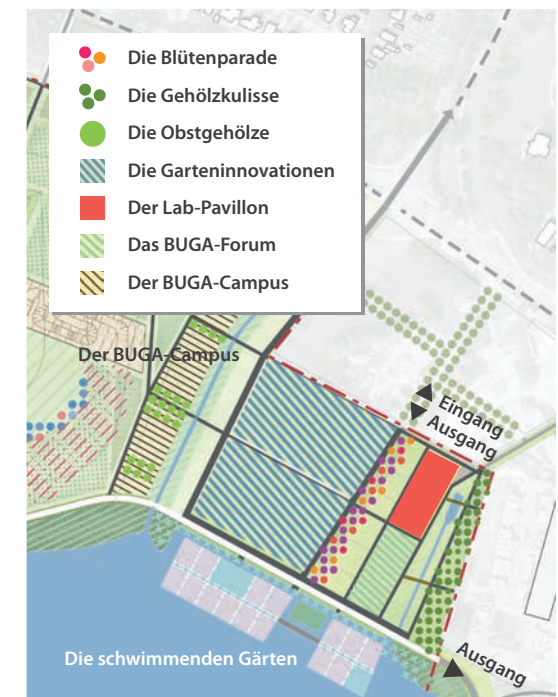 Die Blütenparade
Die Gehölzkulisse
Die Obstgehölze
Die Garteninnovationen
Der Lab-Pavillon
Das BUGA-Forum
Der BUGA-Campus
Der BUGA-Campus
Eingang
Ausgang
Die schwimmenden Gärten
Ausgang